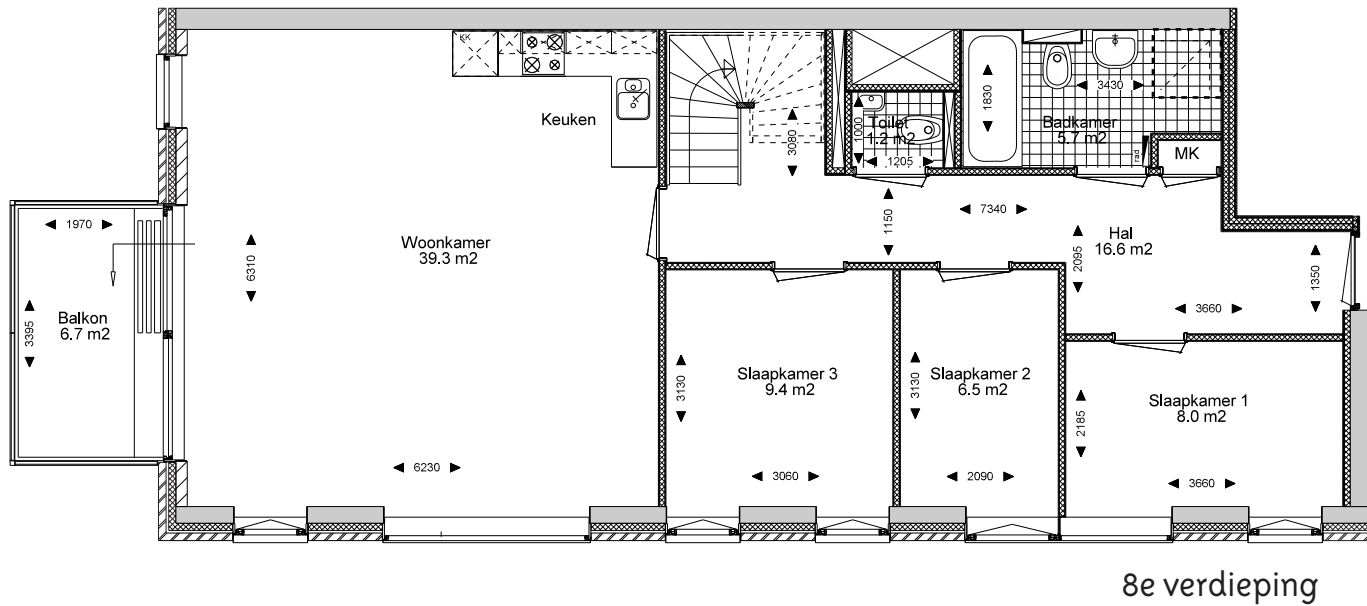 KK
Keuken
1830
3430
Toilet
1.2 m2
1000
1205
Badkamer
5.7 m2
rad
MK
3080
1970
Balkon
6.7 m2
3395
6310
Woonkamer
39.3 m2
6230
1150
7340
Hal
16.6 m2
2095
1350
3660
Slaapkamer 3
9.4 m2
3130
3060
Slaapkamer 2
6.5 m2
3130
2090
Slaapkamer 1
8.0 m2
2185
3660
8e verdieping